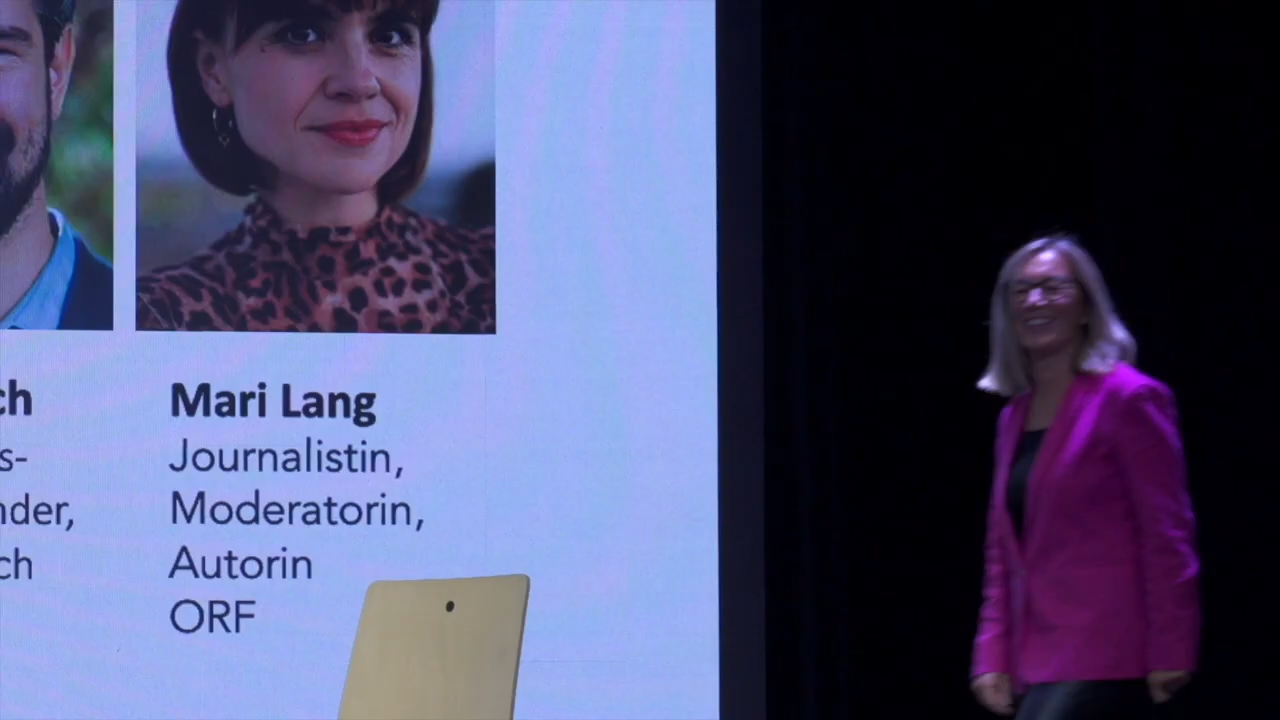 ch
s-
nder,
ch
Mari Lang
Journalistin,
Moderatorin,
Autorin
ORF